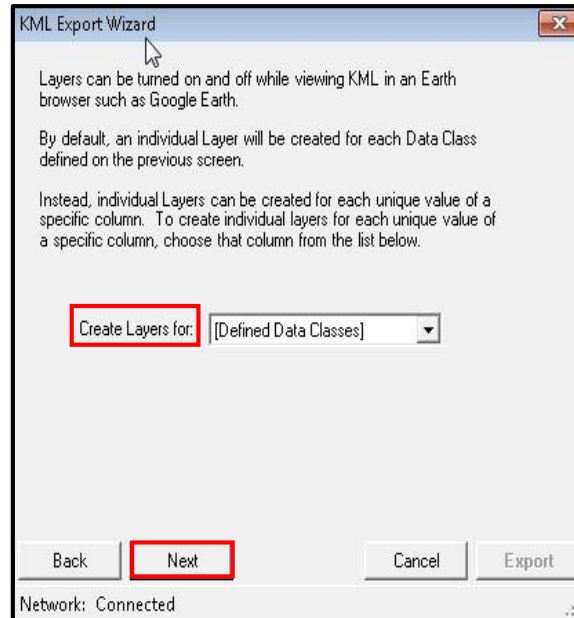 KML Export Wizard
Layers can be turned on and off while viewing KML in an Earth
browser such as Google Earth.
By default, an individual Layer will be created for each Data Class
defined on the previous screen.
Instead, individual Layers can be created for each unique value of a
specific column. To create individual layers for each unique value of
a specific column, choose that column from the list below.
Create Layers for: [Defined Data Classes]
Back Next Cancel Export
Network: Connected